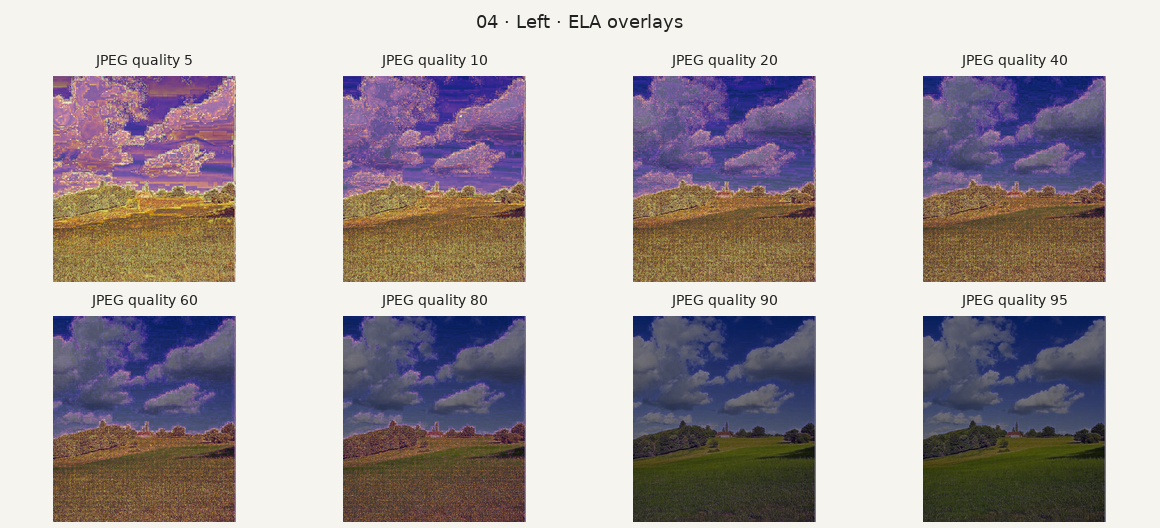 04 · Left · ELA overlays
JPEG quality 5
JPEG quality 10
JPEG quality 20
JPEG quality 40
JPEG quality 60
JPEG quality 80
JPEG quality 90
JPEG quality 95